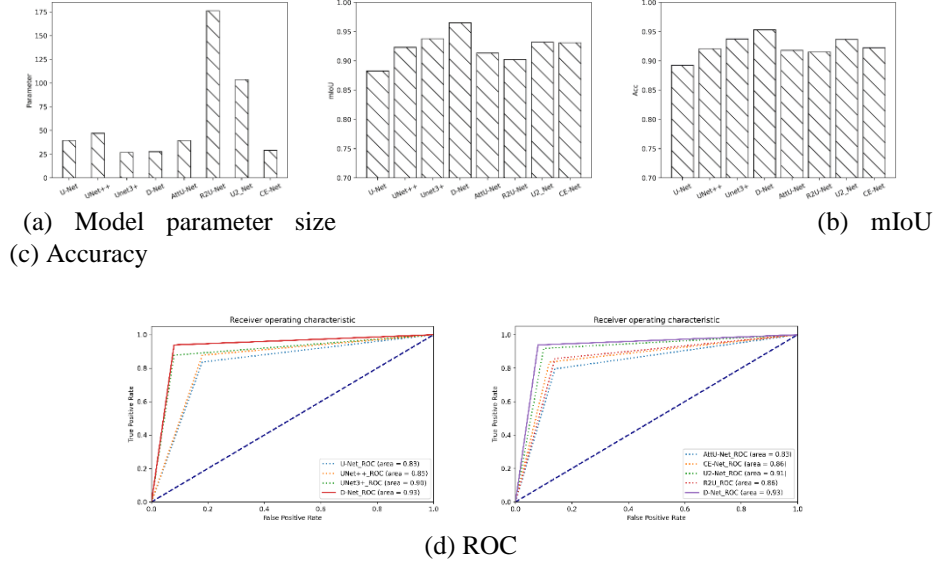 175
150
125
100
75
50
25
0
Parameter
U-Net
UNet++
Unet3+
D-Net
AttU-Net
R2U-Net
U2_Net
CE-Net
1.00
0.95
0.90
0.85
0.80
0.75
0.70
mIoU
U-Net
UNet++
Unet3+
D-Net
AttU-Net
R2U-Net
U2_Net
CE-Net
1.00
0.95
0.90
0.85
0.80
0.75
0.70
Acc
U-Net
UNet++
Unet3+
D-Net
AttU-Net
R2U-Net
U2_Net
CE-Net
(a) Model parameter size (b) mIoU
(c) Accuracy
Receiver operating characteristic
1.0
0.8
0.6
0.4
0.2
0.0
True Positive Rate
U-Net_ROC (area = 0.83)
UNet++_ROC (area = 0.85)
UNet3+_ROC (area = 0.90)
D-Net_ROC (area = 0.93)
0.0 0.2 0.4 0.6 0.8 1.0
False Positive Rate
Receiver operating characteristic
1.0
0.8
0.6
0.4
0.2
0.0
True Positive Rate
AttU-Net_ROC (area = 0.83)
CE-Net_ROC (area = 0.86)
U2-Net_ROC (area = 0.91)
R2U_ROC (area = 0.86)
D-Net_ROC (area = 0.93)
0.0 0.2 0.4 0.6 0.8 1.0
False Positive Rate
(d) ROC